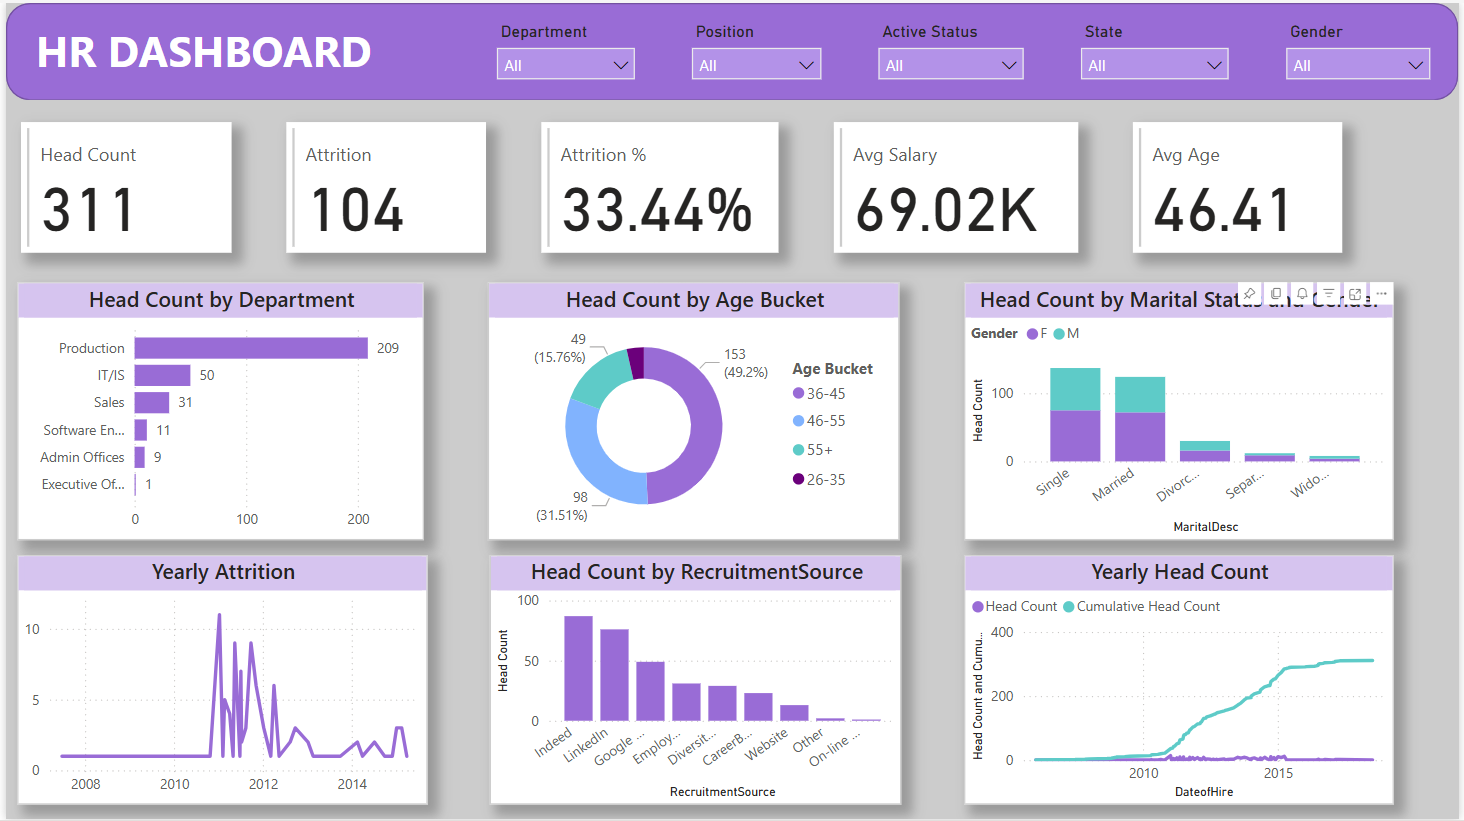 HR DASHBOARD
Department
All
Position
All
Active Status
All
State
All
Gender
All
Head Count
311
Attrition
104
Attrition %
33.44%
Avg Salary
69.02K
Avg Age
46.41
Head Count by Department
Production
209
IT/IS
50
Sales
31
Software En...
11
Admin Offices
9
Executive Of...
1
0
100
200
Head Count by Age Bucket
49
(15.76%)
153
(49.2%)
98
(31.51%)
Age Bucket
36-45
46-55
55+
26-35
Head Count by Marital Status and Gender
Gender
F
M
Head Count
100
0
Single
Married
Divorc...
Separ...
Wido...
MaritalDesc
Yearly Attrition
10
5
0
2008
2010
2012
2014
Head Count by RecruitmentSource
Head Count
100
50
0
Indeed
LinkedIn
Google ...
Employ...
Diversit...
CareerB...
Website
Other
On-line ...
RecruitmentSource
Yearly Head Count
Head Count
Cumulative Head Count
Head Count and Cumu...
400
200
0
2010
2015
DateofHire